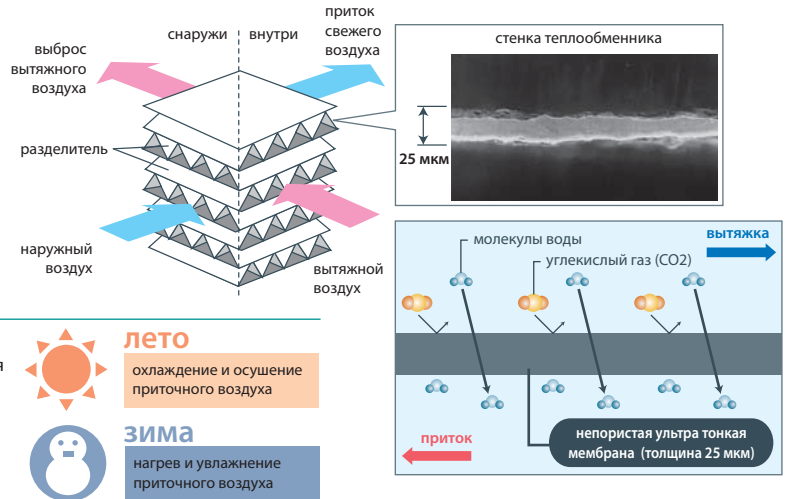 снаружи
внутри
приток
свежего
воздуха
выброс
вытяжного
воздуха
разделитель
наружный
воздух
вытяжной
воздух
стенка теплообменника
25 мкм
молекулы воды
углекислый газ (CO2)
вытяжка
приток
непористая ультра тонкая
мембрана (толщина 25 мкм)
я
лето
охлаждение и осушение
приточного воздуха
зима
нагрев и увлажнение
приточного воздуха